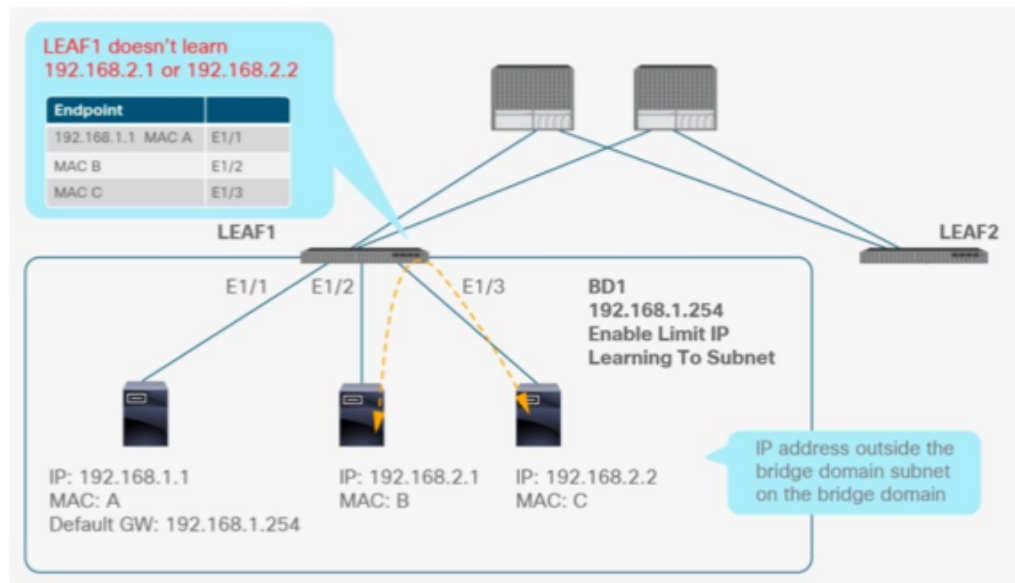 LEAF1 doesn't learn
192.168.2.1 or 192.168.2.2
Endpoint
192.168.1.1 MAC A E1/1
MAC B E1/2
MAC C E1/3
LEAF1
LEAF2
E1/1 E1/2 E1/3
BD1
192.168.1.254
Enable Limit IP
Learning To Subnet
IP: 192.168.1.1
MAC: A
Default GW: 192.168.1.254
IP: 192.168.2.1
MAC: B
IP: 192.168.2.2
MAC: C
IP address outside the
bridge domain subnet
on the bridge domain